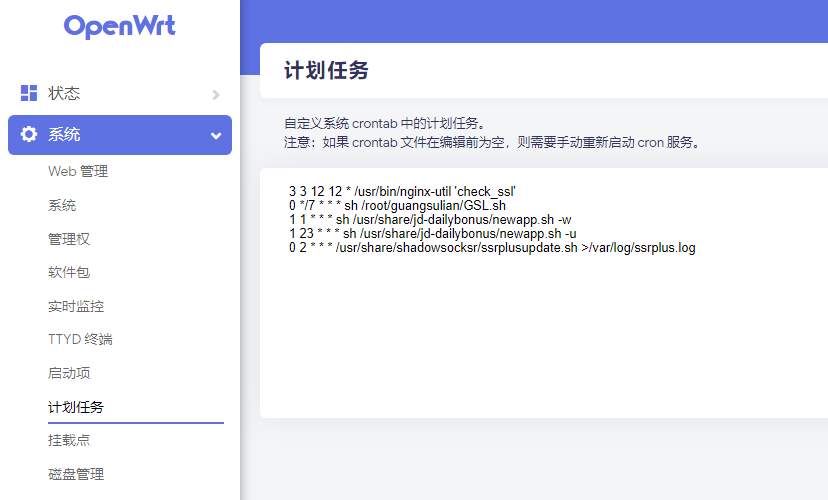 OpenWrt
状态
系统
Web 管理
系统
管理权
软件包
实时监控
TTYD 终端
启动项
计划任务
挂载点
磁盘管理
计划任务
自定义系统 crontab 中的计划任务。
注意：如果 crontab 文件在编辑前为空，则需要手动重新启动 cron 服务。
3 3 12 12 * /usr/bin/nginx-util 'check_ssl'
0 */7 * * * sh /root/guangsulian/GSL.sh
1 1 * * * sh /usr/share/jd-dailybonus/newapp.sh -w
1 23 * * * sh /usr/share/jd-dailybonus/newapp.sh -u
0 2 * * * /usr/share/shadowsocksr/ssrplusupdate.sh >/var/log/ssrplus.log